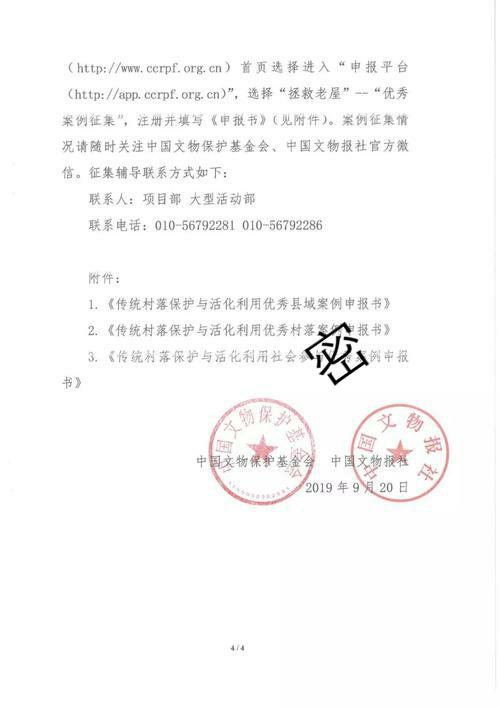 （http://www.ccrpf.org.cn）首页选择进入“申报平台
(http://app.ccrpf.org.cn)”，选择“拯救老屋”--“优秀
案例征集”，注册并填写《申报书》（见附件）。案例征集情
况请随时关注中国文物保护基金会、中国文物报社官方微
信。征集辅导联系方式如下：
联系人：项目部 大型活动部
联系电话：010-56792281 010-56792286
附件：
1.《传统村落保护与活化利用优秀县域案例申报书》
2.《传统村落保护与活化利用优秀村落案例申报书》
3.《传统村落保护与活化利用社会参 案例申报
书》
密
中国文物保护基金会
中国文物报社
中国文物保护基金会 中国文物报社
2019 年 9 月 20 日
4 / 4